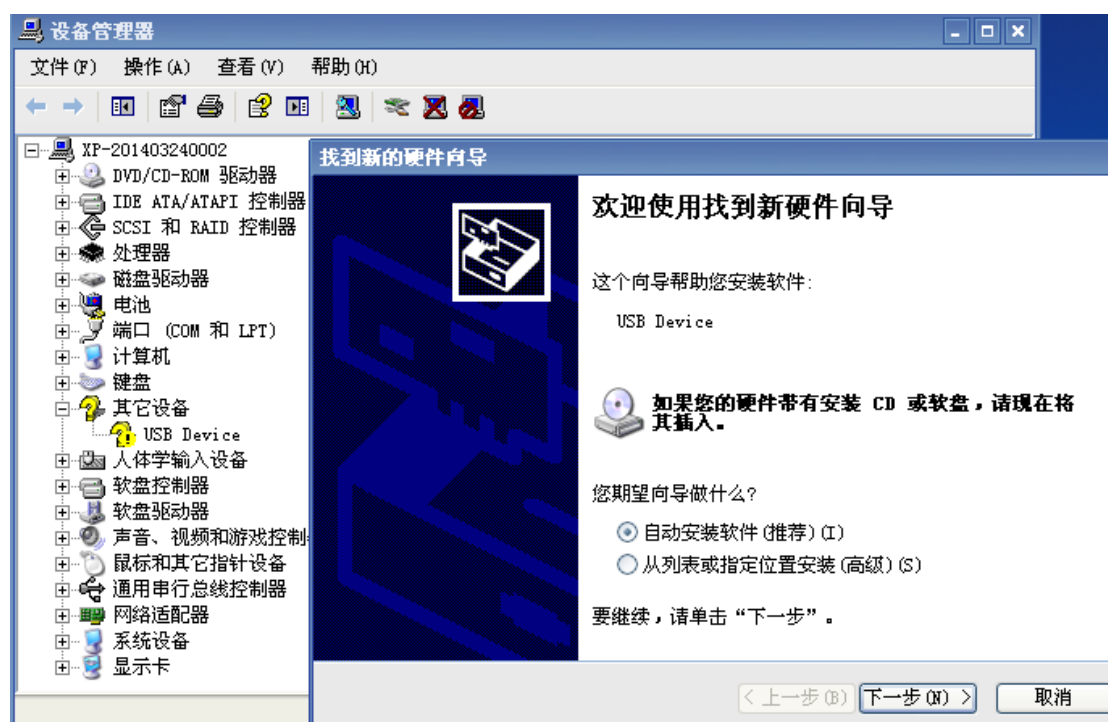 设备管理器
文件(F) 操作(A) 查看(V) 帮助(H)
XP-201403240002
DVD/CD-ROM 驱动器
IDE ATA/ATAPI 控制器
SCSI 和 RAID 控制器
处理器
磁盘驱动器
电池
端口 (COM 和 LPT)
计算机
键盘
其它设备
USB Device
人体学输入设备
软盘控制器
软盘驱动器
声音、视频和游戏控制
鼠标和其它指针设备
通用串行总线控制器
网络适配器
系统设备
显示卡
找到新的硬件向导
欢迎使用找到新硬件向导
这个向导帮助您安装软件:
USB Device
如果您的硬件带有安装 CD 或软盘，请现在将
其插入。
您期望向导做什么?
自动安装软件(推荐)(I)
从列表或指定位置安装(高级)(S)
要继续，请单击“下一步”。
< 上一步(B) 下一步(N) > 取消